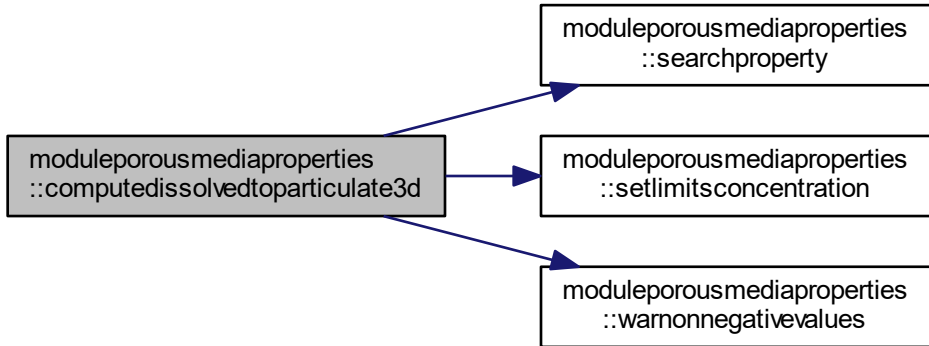 moduleporousmediaproperties
::computedissolvedtoparticulate3d
moduleporousmediaproperties
::searchproperty
moduleporousmediaproperties
::setlimitsconcentration
moduleporousmediaproperties
::warnonnegativevalues